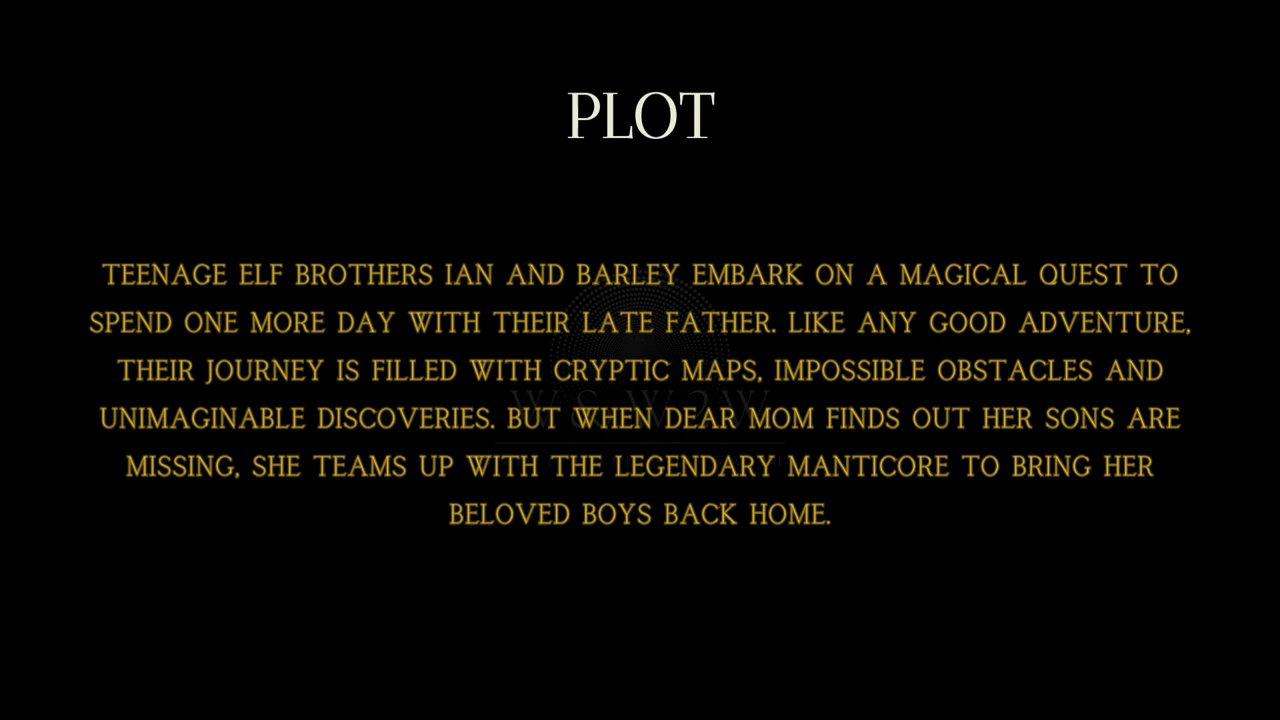 PLOT
TEENAGE ELF BROTHERS IAN AND BARLEY EMBARK ON A MAGICAL QUEST TO
SPEND ONE MORE DAY WITH THEIR LATE FATHER. LIKE ANY GOOD ADVENTURE,
THEIR JOURNEY IS FILLED WITH CRYPTIC MAPS, IMPOSSIBLE OBSTACLES AND
UNIMAGINABLE DISCOVERIES. BUT WHEN DEAR MOM FINDS OUT HER SONS ARE
MISSING, SHE TEAMS UP WITH THE LEGENDARY MANTICORE TO BRING HER
BELOVED BOYS BACK HOME.
W & W2W